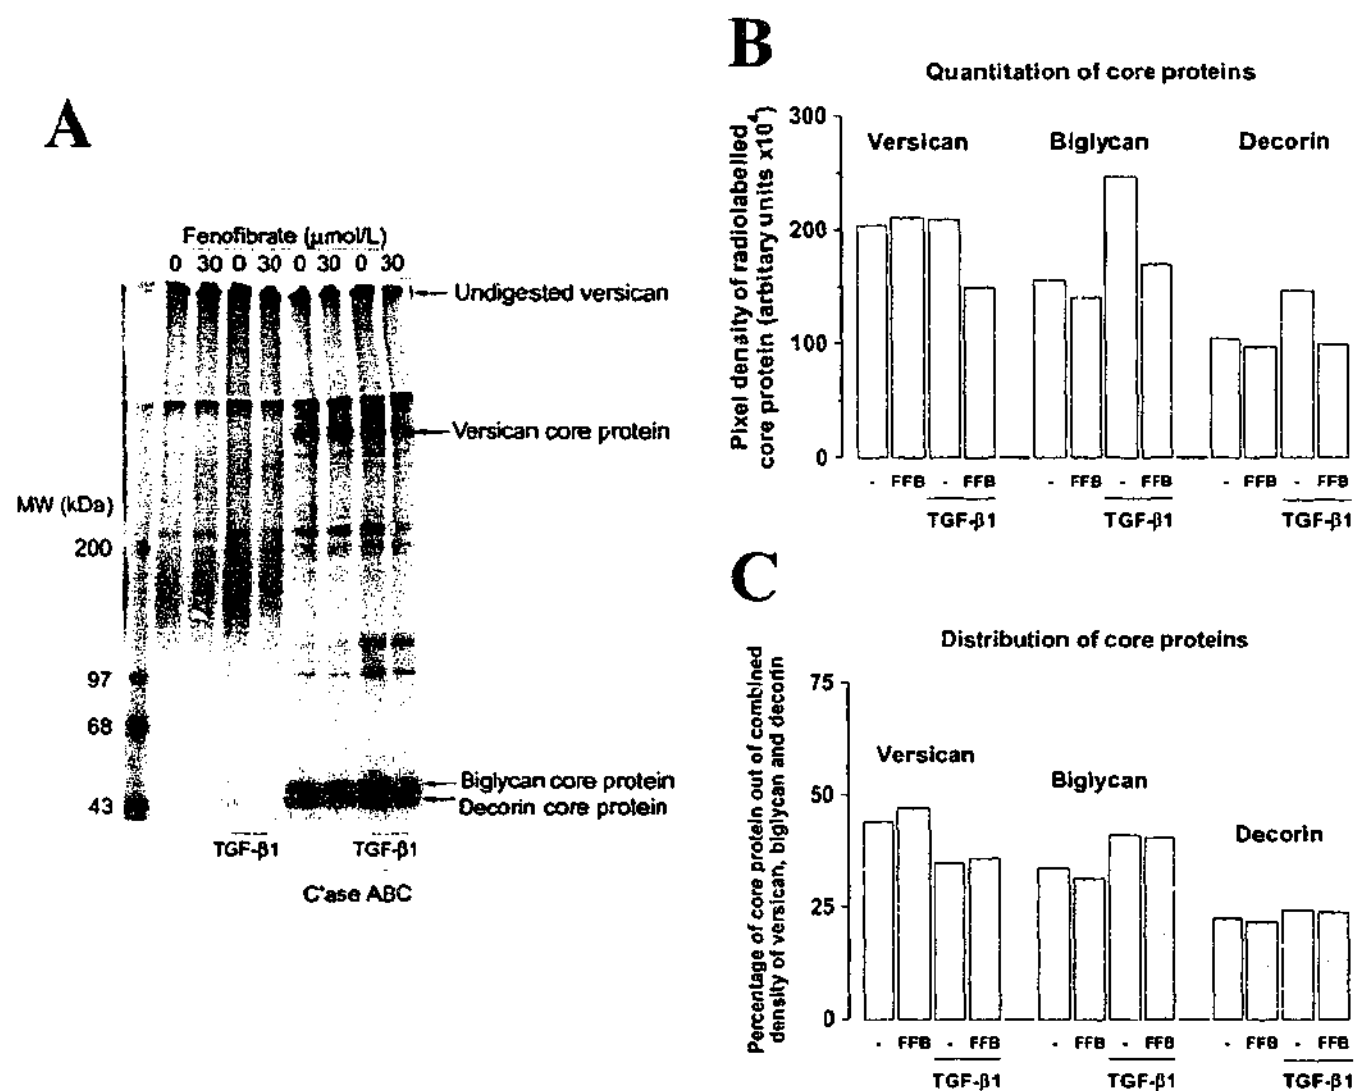 A
Fenofibrate (μmol/L)
0 30 0 30 0 30 0 30
Undigested versican
Versican core protein
MW (kDa)
200
97
68
43
Biglycan core protein
Decorin core protein
TGF-β1 TGF-β1
C'ase ABC
B
Quantitation of core proteins
Pixel density of radiolabelled
core protein (arbitary units x10⁴)
300
200
100
0
Versican Biglycan Decorin
- FFB - FFB - FFB - FFB - FFB - FFB
TGF-β1 TGF-β1 TGF-β1
C
Distribution of core proteins
Percentage of core protein out of combined
density of versican, biglycan and decorin
75
50
25
0
Versican
Biglycan
Decorin
- FFB - FFB - FFB - FFB - FFB - FFB
TGF-β1 TGF-β1 TGF-β1